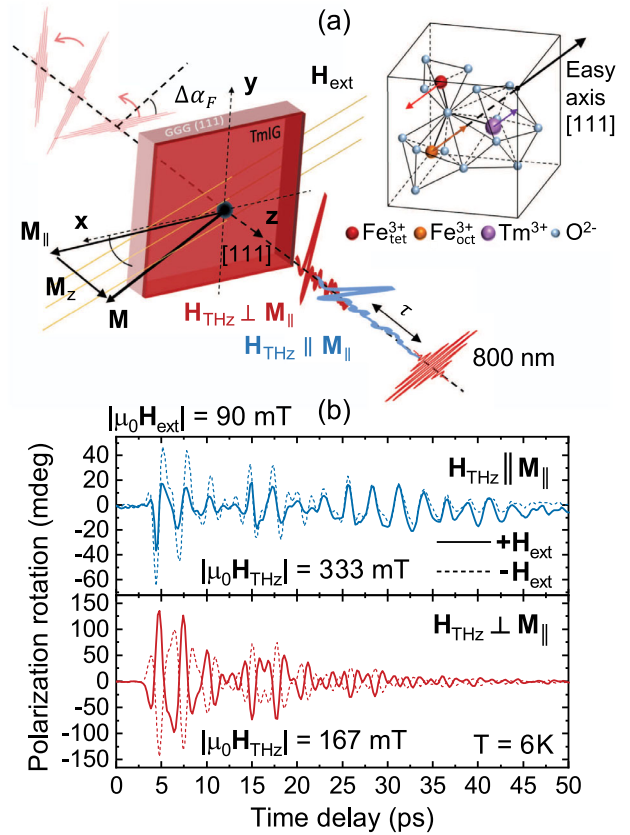 (a)
Δα_F
y
H_ext
GGG (111)
TmIG
Easy
axis
[111]
x
z
[111]
M_∥
M_z
M
Fe³⁺_tet Fe³⁺_oct Tm³⁺ O²⁻
H_THz ⊥ M_∥
H_THz ∥ M_∥
τ
800 nm
|μ₀H_ext| = 90 mT
(b)
Polarization rotation (mdeg)
40
20
0
-20
-40
-60
H_THz ∥ M_∥
+H_ext
-H_ext
|μ₀H_THz| = 333 mT
150
100
50
0
-50
-100
-150
H_THz ⊥ M_∥
|μ₀H_THz| = 167 mT
T = 6K
0 5 10 15 20 25 30 35 40 45 50
Time delay (ps)